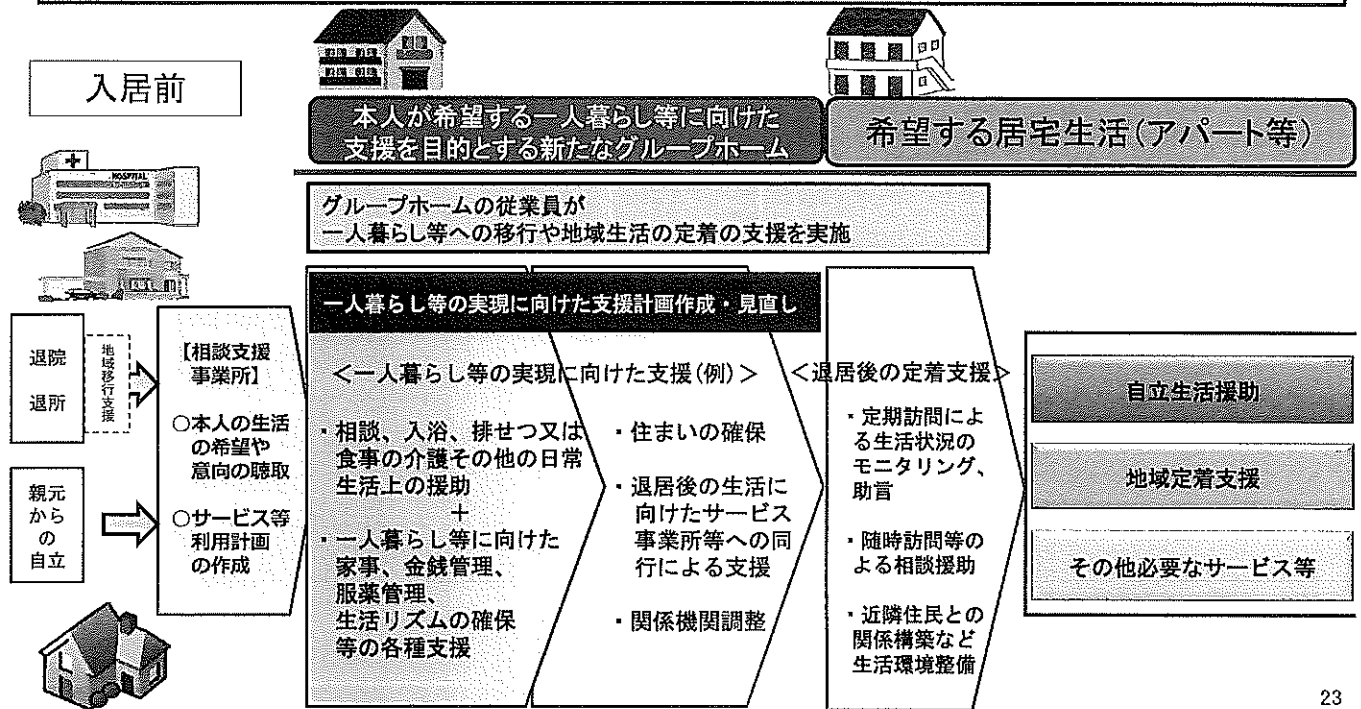 入居前
HOSPITAL
本人が希望する一人暮らし等に向けた
支援を目的とする新たなグループホーム
希望する居宅生活(アパート等)
グループホームの従業員が
一人暮らし等への移行や地域生活の定着の支援を実施
退院
退所
地域移行支援
親元
から
の
自立
【相談支援
事業所】
○本人の生活
の希望や
意向の聴取
○サービス等
利用計画
の作成
一人暮らし等の実現に向けた支援計画作成・見直し
<一人暮らし等の実現に向けた支援(例)>
・相談、入浴、排せつ又は
食事の介護その他の日常
生活上の援助
+
・一人暮らし等に向けた
家事、金銭管理、
服薬管理、
生活リズムの確保
等の各種支援
・住まいの確保
・退居後の生活に
向けたサービス
事業所等への同
行による支援
・関係機関調整
<退居後の定着支援>
・定期訪問によ
る生活状況の
モニタリング、
助言
・随時訪問等の
よる相談援助
・近隣住民との
関係構築など
生活環境整備
自立生活援助
地域定着支援
その他必要なサービス等
23